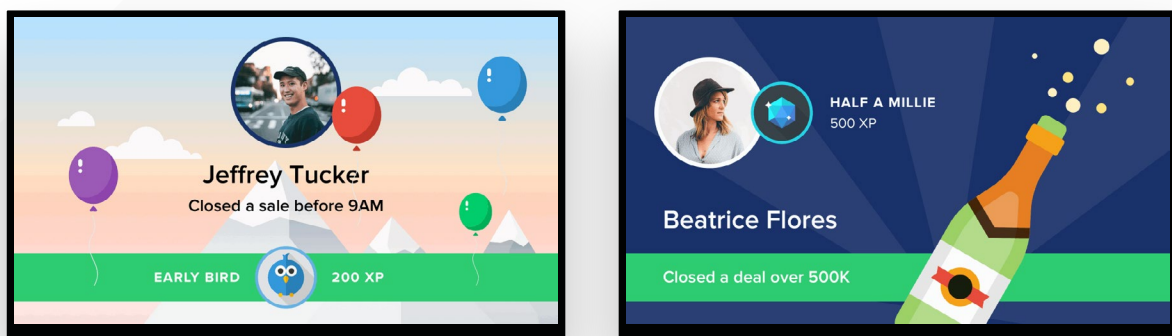 Jeffrey Tucker
Closed a sale before 9AM
EARLY BIRD 200 XP
HALF A MILLIE
500 XP
Beatrice Flores
Closed a deal over 500K